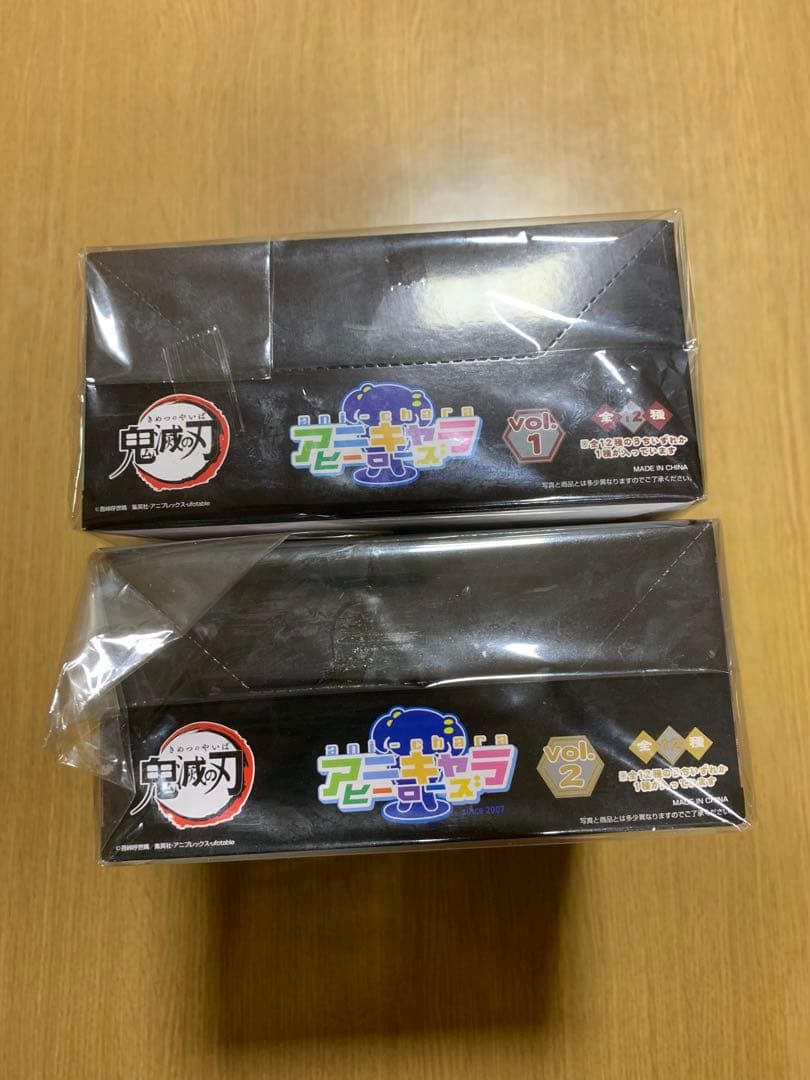 きめつのやいば
鬼滅の刃
ani-chara
アニキャラ
ヒーローズ
vol.
1
全12種
※全12種のうちいずれか
1種が入っています
MADE IN CHINA
写真と商品とは多少異なりますのでご了承ください。
©吾峠呼世晴／集英社・アニプレックス・ufotable
きめつのやいば
鬼滅の刃
ani-chara
アニキャラ
ヒーローズ
since 2007
vol.
2
全12種
※全12種のうちいずれか
1種が入っています
MADE IN CHINA
写真と商品とは多少異なりますのでご了承ください。
©吾峠呼世晴／集英社・アニプレックス・ufotable